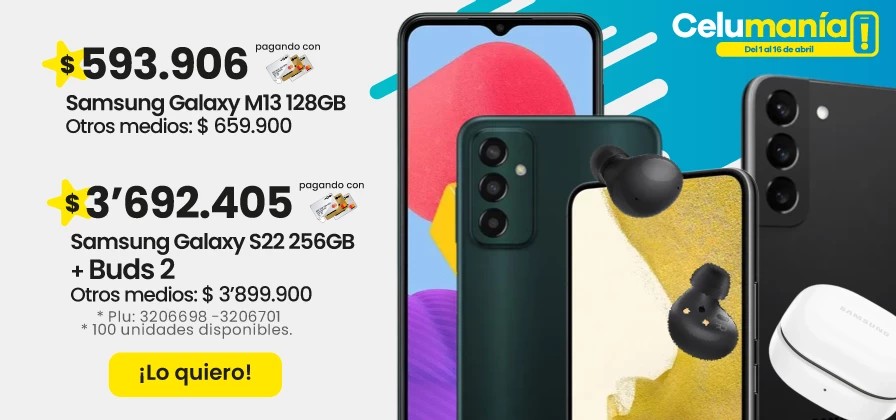 Celumanía
Del 1 al 16 de abril
$ 593.906
pagando con
Samsung Galaxy M13 128GB
Otros medios: $ 659.900
$ 3’692.405
pagando con
Samsung Galaxy S22 256GB
+ Buds 2
Otros medios: $ 3’899.900
* Plu: 3206698 -3206701
* 100 unidades disponibles.
¡Lo quiero!
SAMSUNG